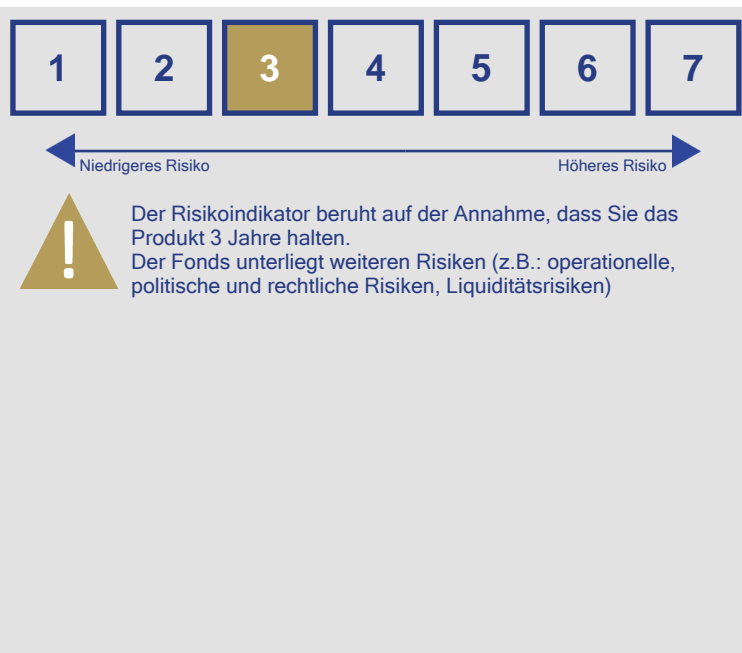 1 2 3 4 5 6 7
Niedrigeres Risiko Höheres Risiko
!
Der Risikoindikator beruht auf der Annahme, dass Sie das
Produkt 3 Jahre halten.
Der Fonds unterliegt weiteren Risiken (z.B.: operationelle,
politische und rechtliche Risiken, Liquiditätsrisiken)